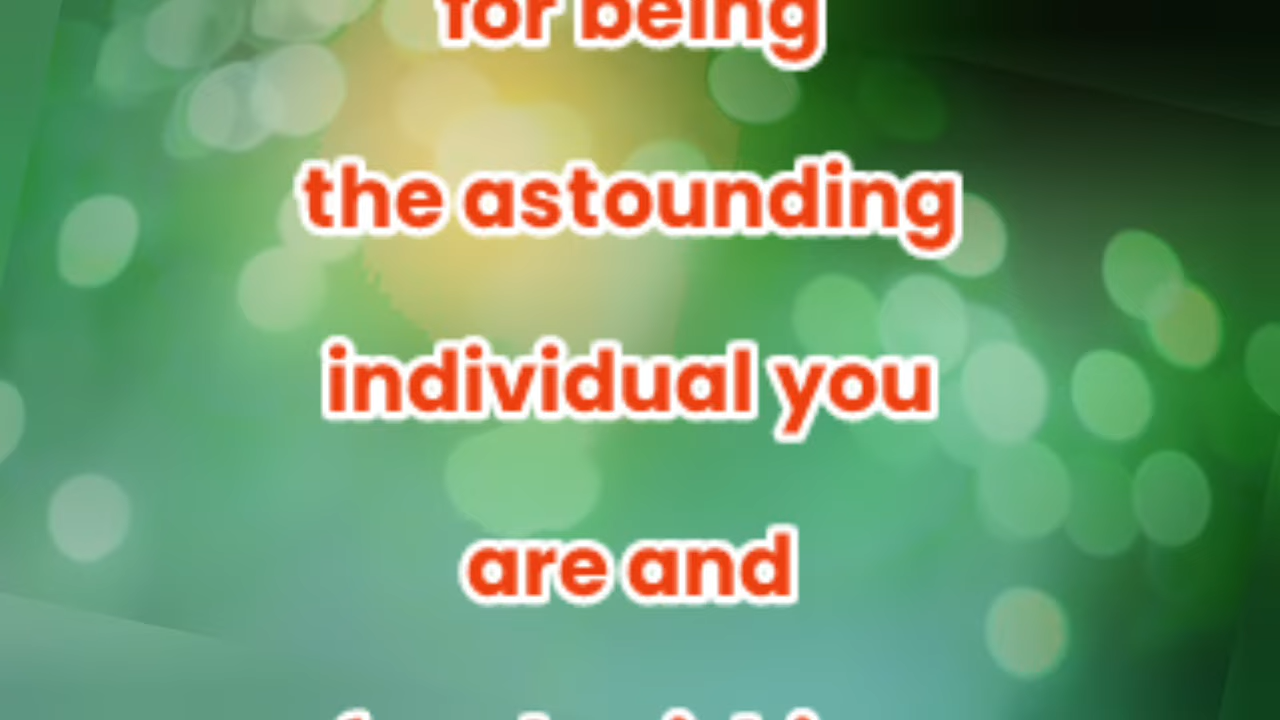 for being
the astounding
individual you
are and